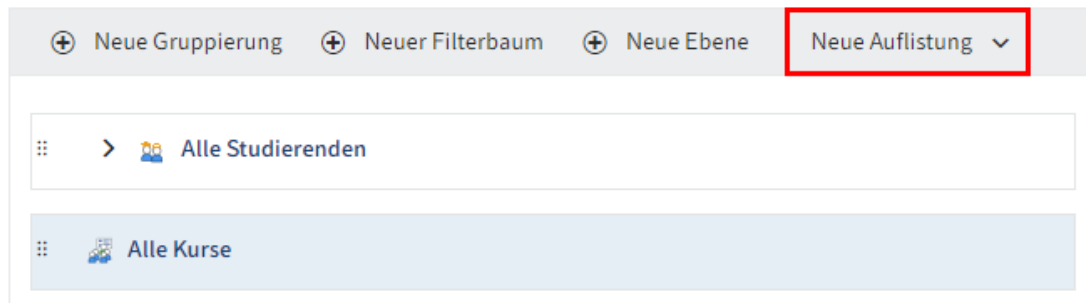 Neue Gruppierung Neuer Filterbaum Neue Ebene Neue Auflistung
Alle Studierenden
Alle Kurse